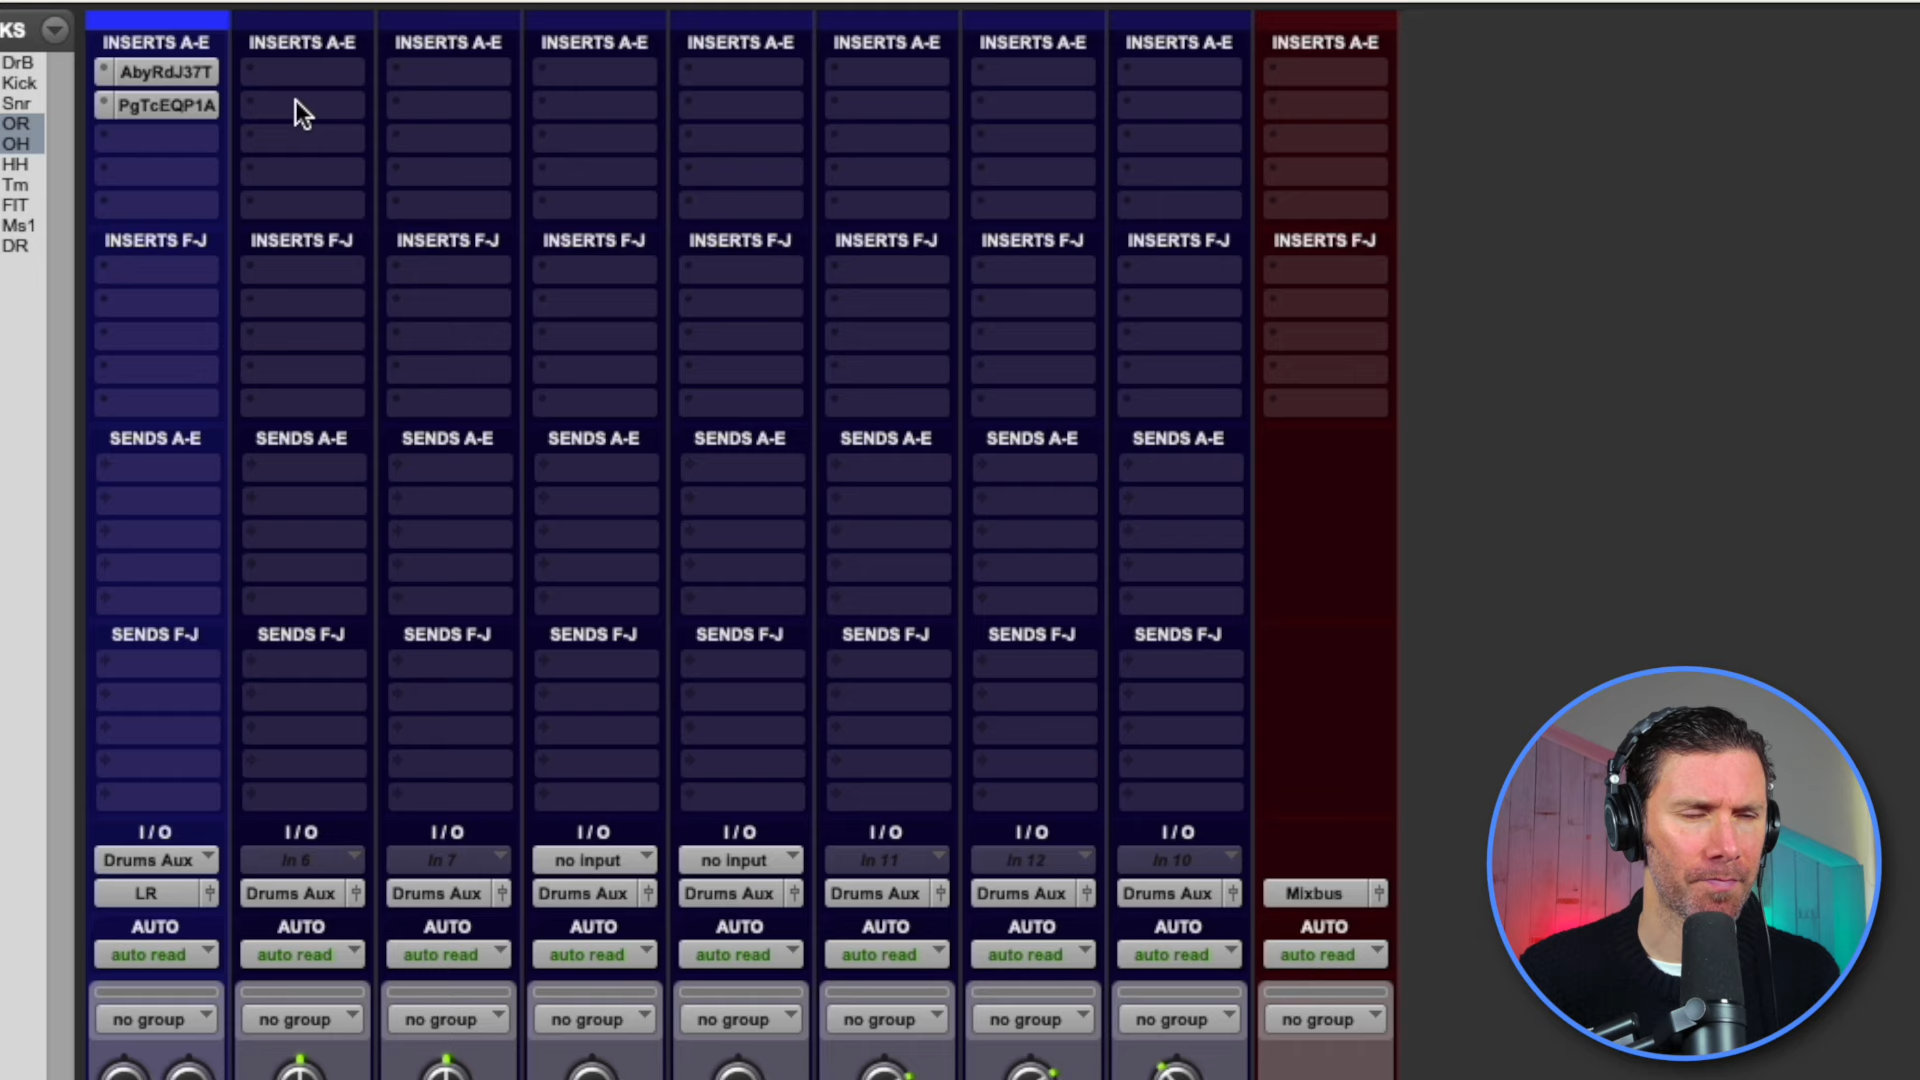 KS
DrB
Kick
Snr
OR
OH
HH
Tm
FIT
Ms1
DR
INSERTS A-E INSERTS A-E INSERTS A-E INSERTS A-E INSERTS A-E INSERTS A-E INSERTS A-E INSERTS A-E INSERTS A-E
AbyRdJ37T
PgTcEQP1A
INSERTS F-J INSERTS F-J INSERTS F-J INSERTS F-J INSERTS F-J INSERTS F-J INSERTS F-J INSERTS F-J INSERTS F-J
SENDS A-E SENDS A-E SENDS A-E SENDS A-E SENDS A-E SENDS A-E SENDS A-E SENDS A-E
SENDS F-J SENDS F-J SENDS F-J SENDS F-J SENDS F-J SENDS F-J SENDS F-J SENDS F-J
I / O I / O I / O I / O I / O I / O I / O I / O
Drums Aux In 6 In 7 no input no input In 11 In 12 In 10
LR Drums Aux Drums Aux Drums Aux Drums Aux Drums Aux Drums Aux Drums Aux Mixbus
AUTO AUTO AUTO AUTO AUTO AUTO AUTO AUTO AUTO
auto read auto read auto read auto read auto read auto read auto read auto read auto read
no group no group no group no group no group no group no group no group no group